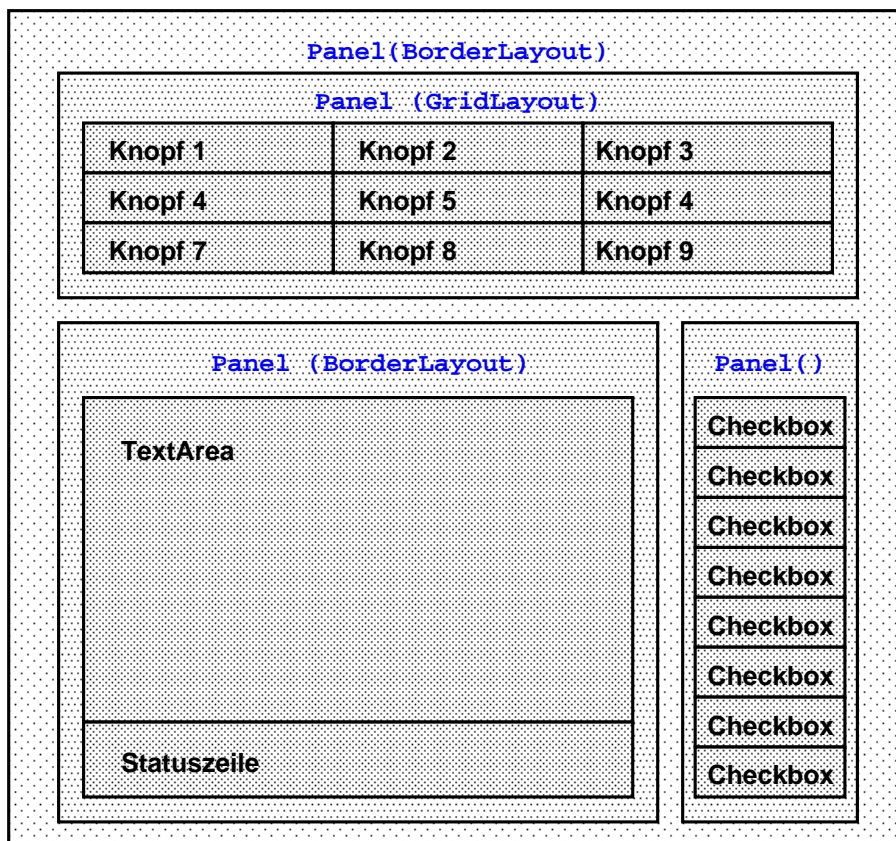 Panel(BorderLayout)
Panel (GridLayout)
Knopf 1 Knopf 2 Knopf 3
Knopf 4 Knopf 5 Knopf 4
Knopf 7 Knopf 8 Knopf 9
Panel (BorderLayout)
TextArea
Statuszeile
Panel()
Checkbox
Checkbox
Checkbox
Checkbox
Checkbox
Checkbox
Checkbox
Checkbox